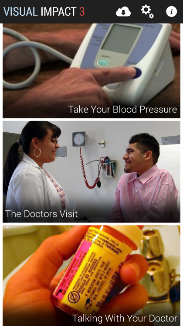 VISUAL IMPACT 3
Take Your Blood Pressure
The Doctors Visit
Talking With Your Doctor